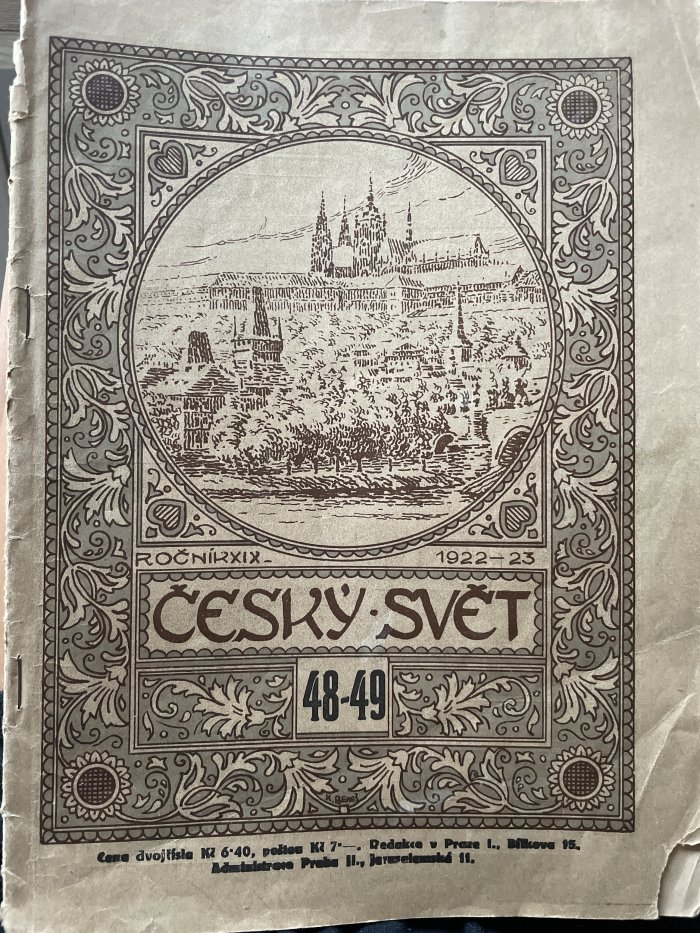 ROČNÍK XIX –
1922–23
ČESKÝ · SVĚT
48-49
Cena dvojčísla Kč 6·40, poštou Kč 7·—. Redakce v Praze I., Bílkova 15.
Administrace Praha II., Jeruzalemská 11.